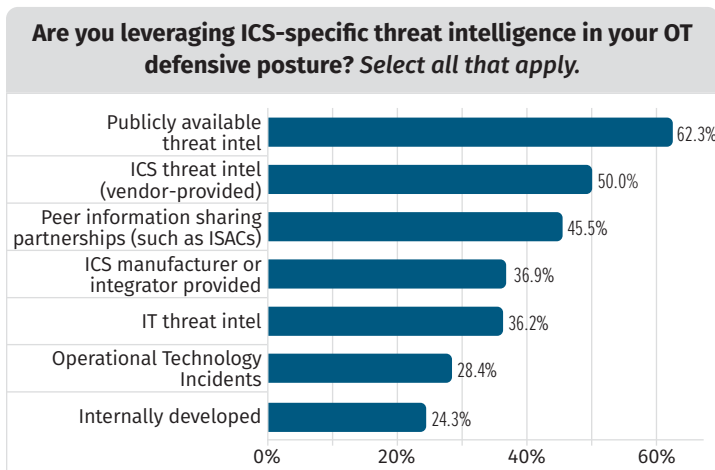 Are you leveraging ICS-specific threat intelligence in your OT
defensive posture? Select all that apply.
Publicly available
threat intel
62.3%
ICS threat intel
(vendor-provided)
50.0%
Peer information sharing
partnerships (such as ISACs)
45.5%
ICS manufacturer or
integrator provided
36.9%
IT threat intel
36.2%
Operational Technology
Incidents
28.4%
Internally developed
24.3%
0%
20%
40%
60%